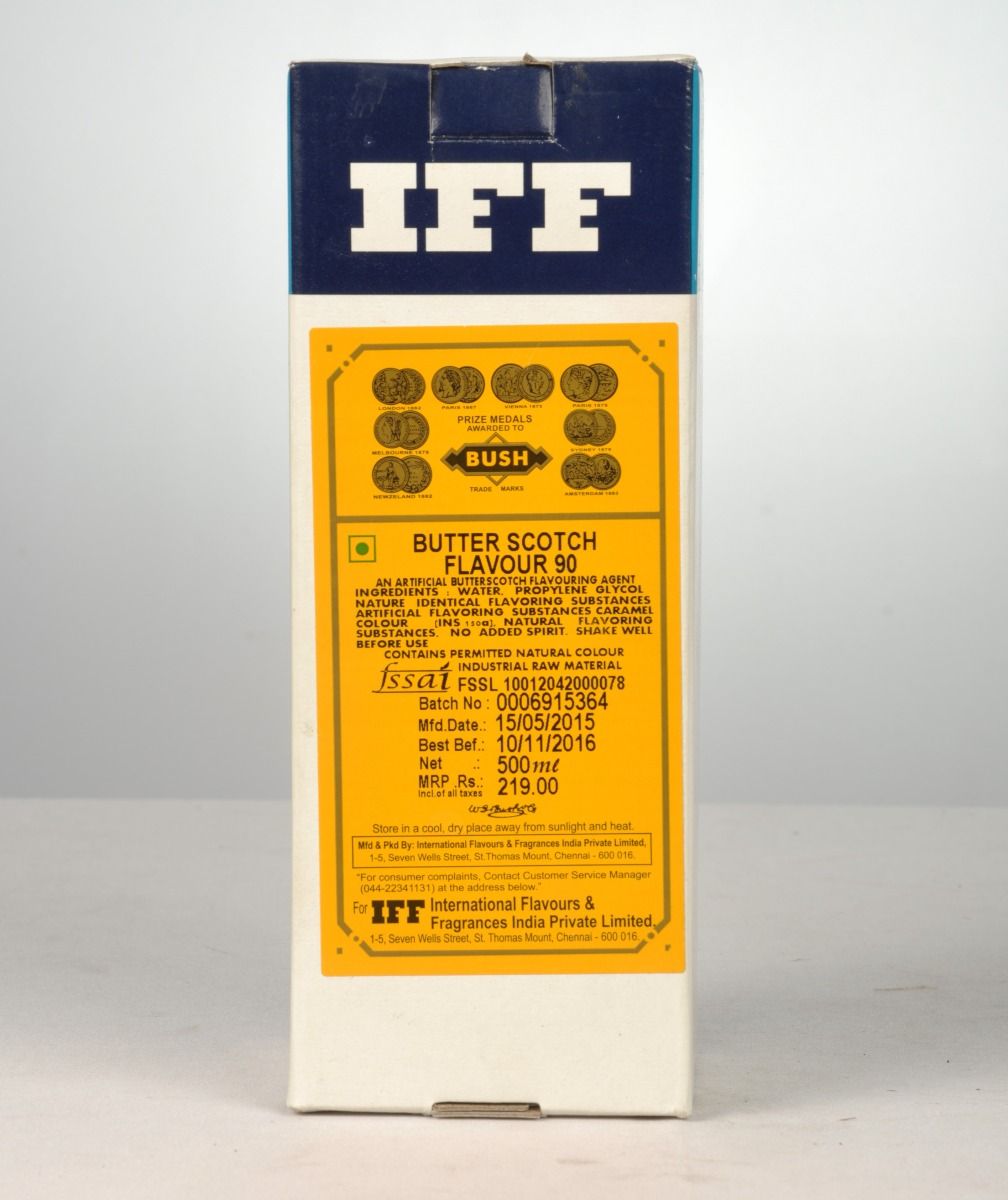 IFF
LONDON 1862 PARIS 1867 VIENNA 1873 PARIS 1878
PRIZE MEDALS
AWARDED TO
MELBOURNE 1879 SYDNEY 1879
BUSH
TRADE MARKS
NEWZELAND 1882 AMSTERDAM 1883
BUTTER SCOTCH
FLAVOUR 90
AN ARTIFICIAL BUTTERSCOTCH FLAVOURING AGENT
INGREDIENTS : WATER. PROPYLENE GLYCOL
NATURE IDENTICAL FLAVORING SUBSTANCES
ARTIFICIAL FLAVORING SUBSTANCES CARAMEL
COLOUR [INS 150a], NATURAL FLAVORING
SUBSTANCES. NO ADDED SPIRIT. SHAKE WELL
BEFORE USE
CONTAINS PERMITTED NATURAL COLOUR
fssai INDUSTRIAL RAW MATERIAL
FSSL 10012042000078
Batch No : 0006915364
Mfd.Date.: 15/05/2015
Best Bef.: 10/11/2016
Net .: 500ml
MRP .Rs.: 219.00
Incl.of all taxes
Store in a cool, dry place away from sunlight and heat.
Mfd & Pkd By: International Flavours & Fragrances India Private Limited,
1-5, Seven Wells Street, St.Thomas Mount, Chennai - 600 016.
"For consumer complaints, Contact Customer Service Manager
(044-22341131) at the address below."
For IFF International Flavours &
Fragrances India Private Limited,
1-5, Seven Wells Street, St. Thomas Mount, Chennai - 600 016.